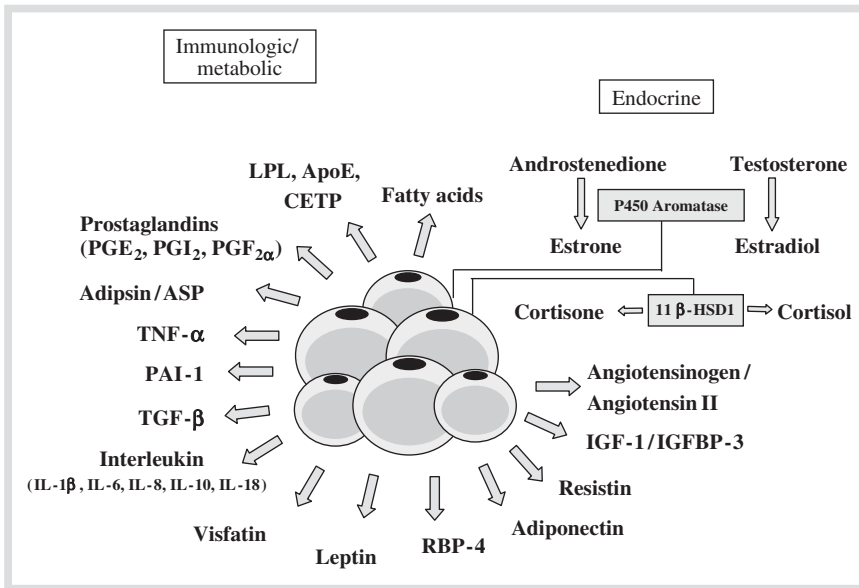 Immunologic/
metabolic
Endocrine
LPL, ApoE,
CETP
Fatty acids
Prostaglandins
(PGE₂, PGI₂, PGF₂α)
Adipsin/ASP
TNF-α
PAI-1
TGF-β
Interleukin
(IL-1β, IL-6, IL-8, IL-10, IL-18)
Visfatin
Leptin
RBP-4
Adiponectin
Resistin
IGF-1/IGFBP-3
Angiotensinogen/
Angiotensin II
Androstenedione
Testosterone
P450 Aromatase
Estrone
Estradiol
Cortisone
11 β-HSD1
Cortisol